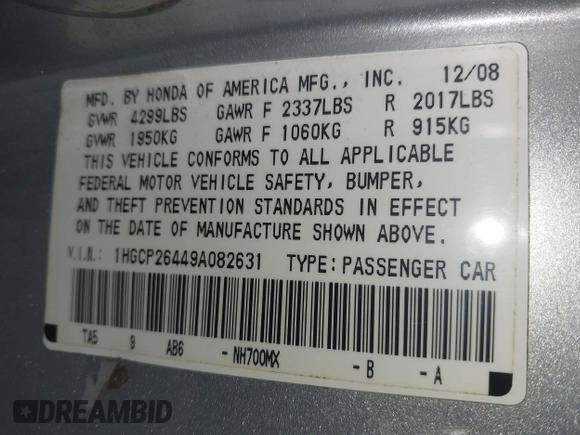 MFD. BY HONDA OF AMERICA MFG., INC. 12/08
GVWR 4299LBS GAWR F 2337LBS R 2017LBS
GVWR 1950KG GAWR F 1060KG R 915KG
THIS VEHICLE CONFORMS TO ALL APPLICABLE
FEDERAL MOTOR VEHICLE SAFETY, BUMPER,
AND THEFT PREVENTION STANDARDS IN EFFECT
ON THE DATE OF MANUFACTURE SHOWN ABOVE.
V.I.N.: 1HGCP26449A082631 TYPE: PASSENGER CAR
TA5 9 AB6 - NH700MX - B - A
DREAMBID